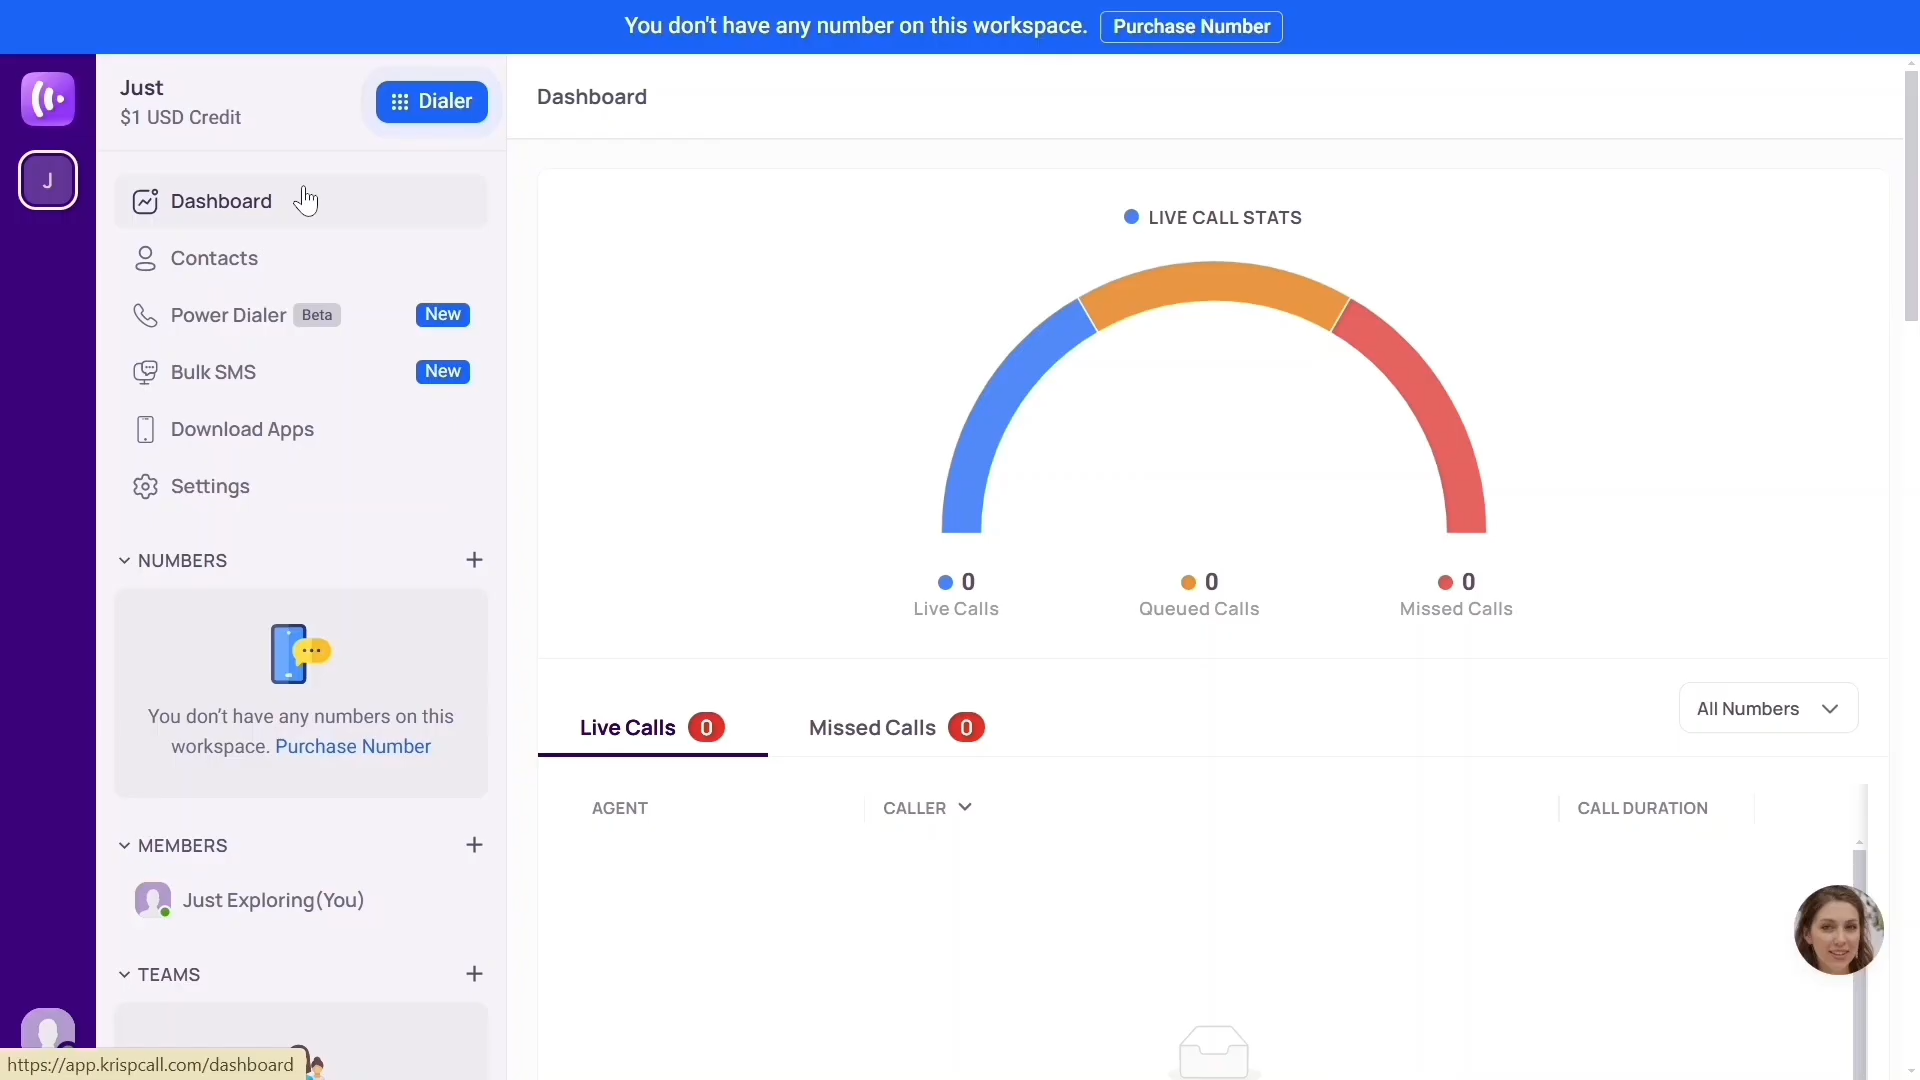 You don't have any number on this workspace. Purchase Number
Just
$1 USD Credit
Dialer
Dashboard
J
Dashboard
Contacts
Power Dialer Beta New
Bulk SMS New
Download Apps
Settings
LIVE CALL STATS
0
Live Calls
0
Queued Calls
0
Missed Calls
NUMBERS
You don't have any numbers on this
workspace. Purchase Number
Live Calls 0
Missed Calls 0
All Numbers
AGENT
CALLER
CALL DURATION
MEMBERS
Just Exploring(You)
TEAMS
https://app.krispcall.com/dashboard